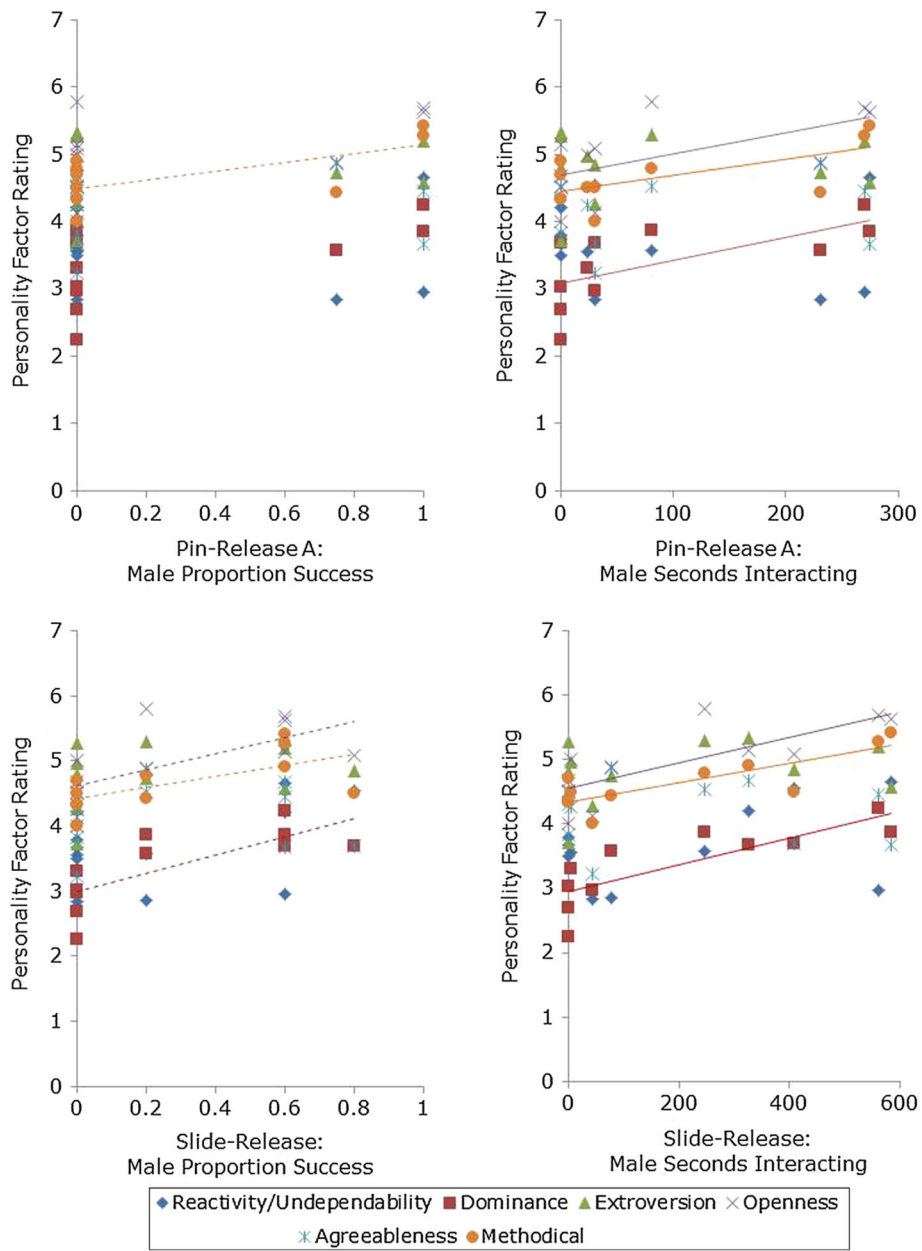 7
6
5
4
3
2
1
0
Personality Factor Rating
0 0.2 0.4 0.6 0.8 1
Pin-Release A:
Male Proportion Success
7
6
5
4
3
2
1
0
Personality Factor Rating
0 100 200 300
Pin-Release A:
Male Seconds Interacting
7
6
5
4
3
2
1
0
Personality Factor Rating
0 0.2 0.4 0.6 0.8 1
Slide-Release:
Male Proportion Success
7
6
5
4
3
2
1
0
Personality Factor Rating
0 200 400 600
Slide-Release:
Male Seconds Interacting
Reactivity/Undependability Dominance Extroversion Openness
Agreeableness Methodical